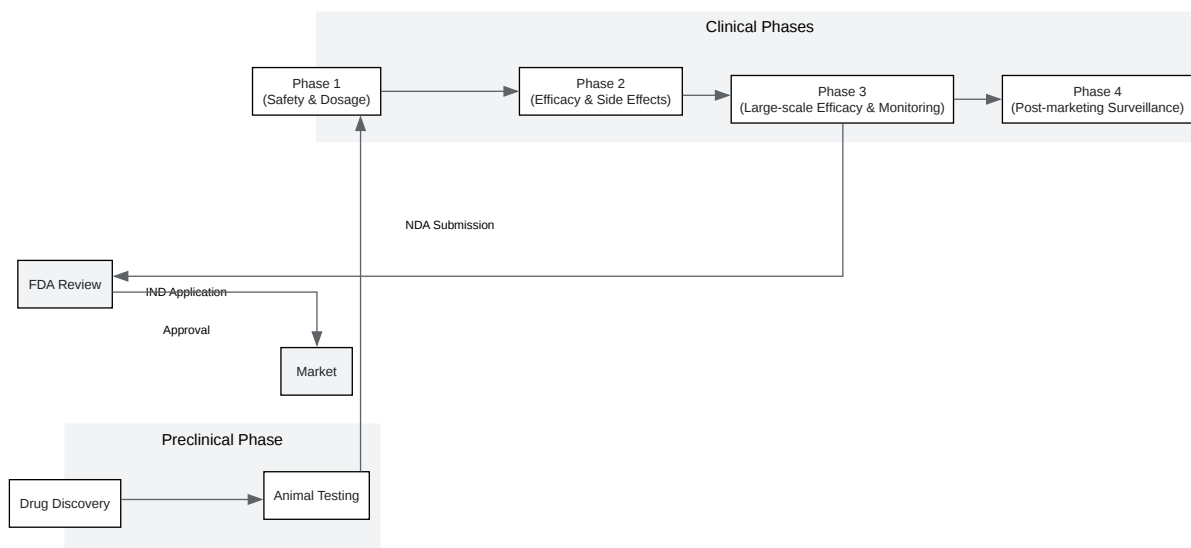 Clinical Phases
Phase 1
(Safety & Dosage)
Phase 2
(Efficacy & Side Effects)
Phase 3
(Large-scale Efficacy & Monitoring)
Phase 4
(Post-marketing Surveillance)
NDA Submission
FDA Review
IND Application
Approval
Market
Preclinical Phase
Drug Discovery
Animal Testing